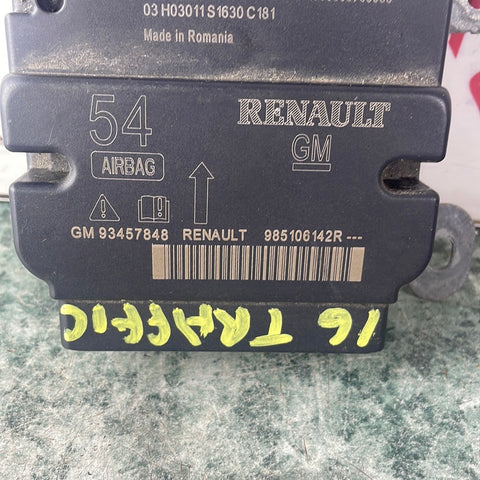 03 H03011 S1630 C181
Made in Romania
54
RENAULT
AIRBAG
GM
GM 93457848 RENAULT 985106142R ---
16 TRAFFIC